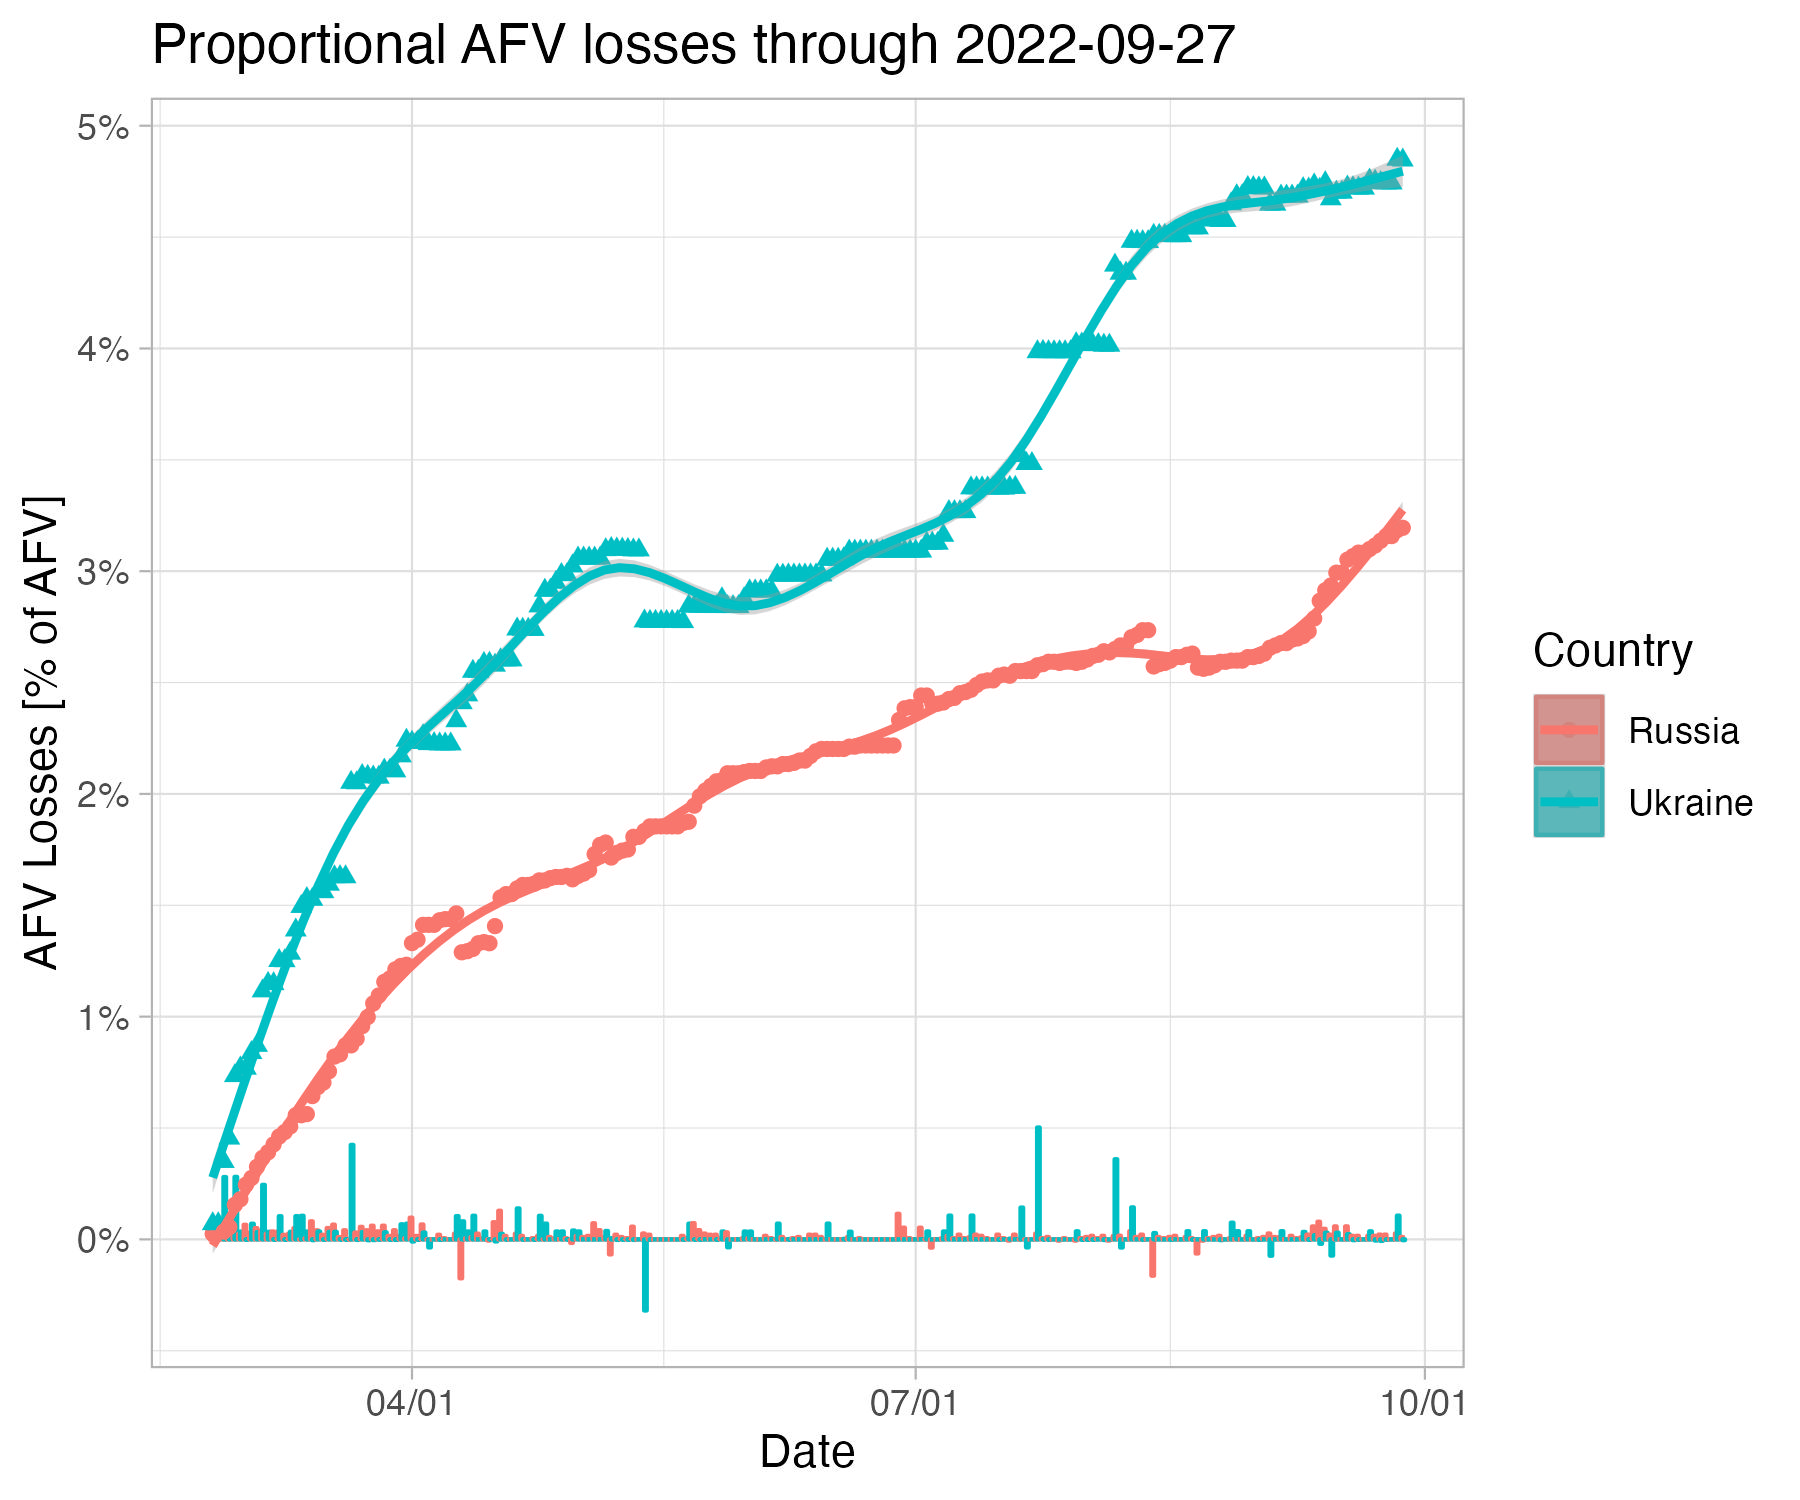 Proportional AFV losses through 2022-09-27
5%
4%
3%
2%
1%
0%
AFV Losses [% of AFV]
04/01
07/01
10/01
Date
Country
Russia
Ukraine